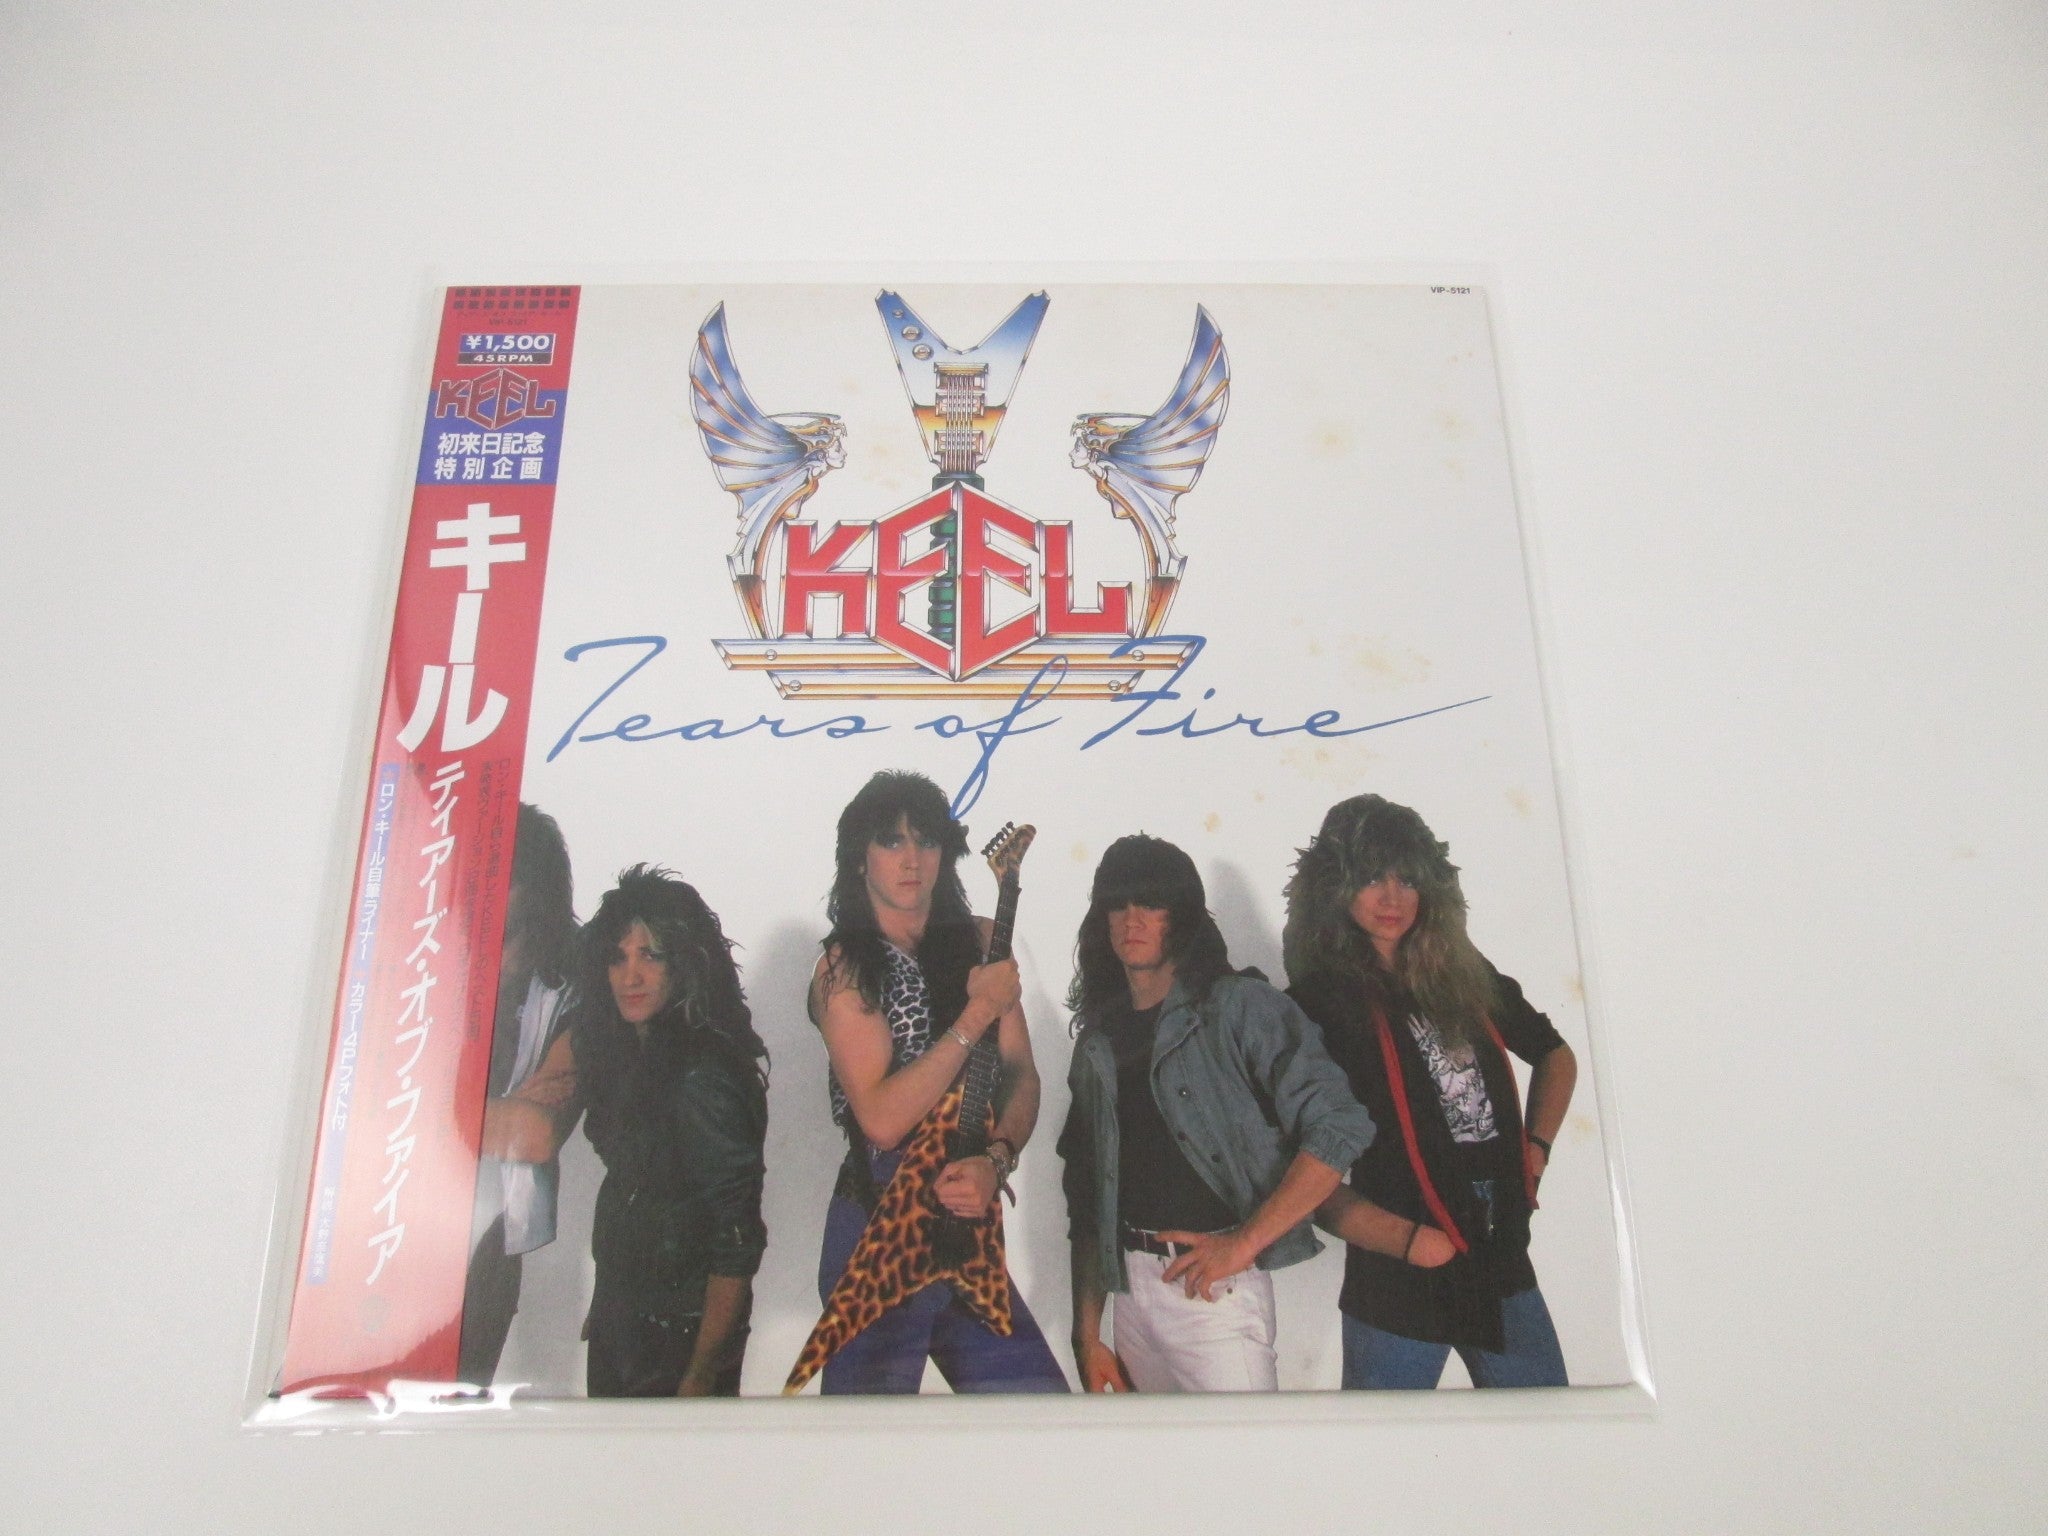 VIP-5121
¥1,500
45RPM
KEEL
初来日記念
特別企画
キール
ティアーズ・オブ・ファイア
ロン・キール自筆ライナー
カラー4Pフォト付
VIP-5121
KEEL
Tears of Fire